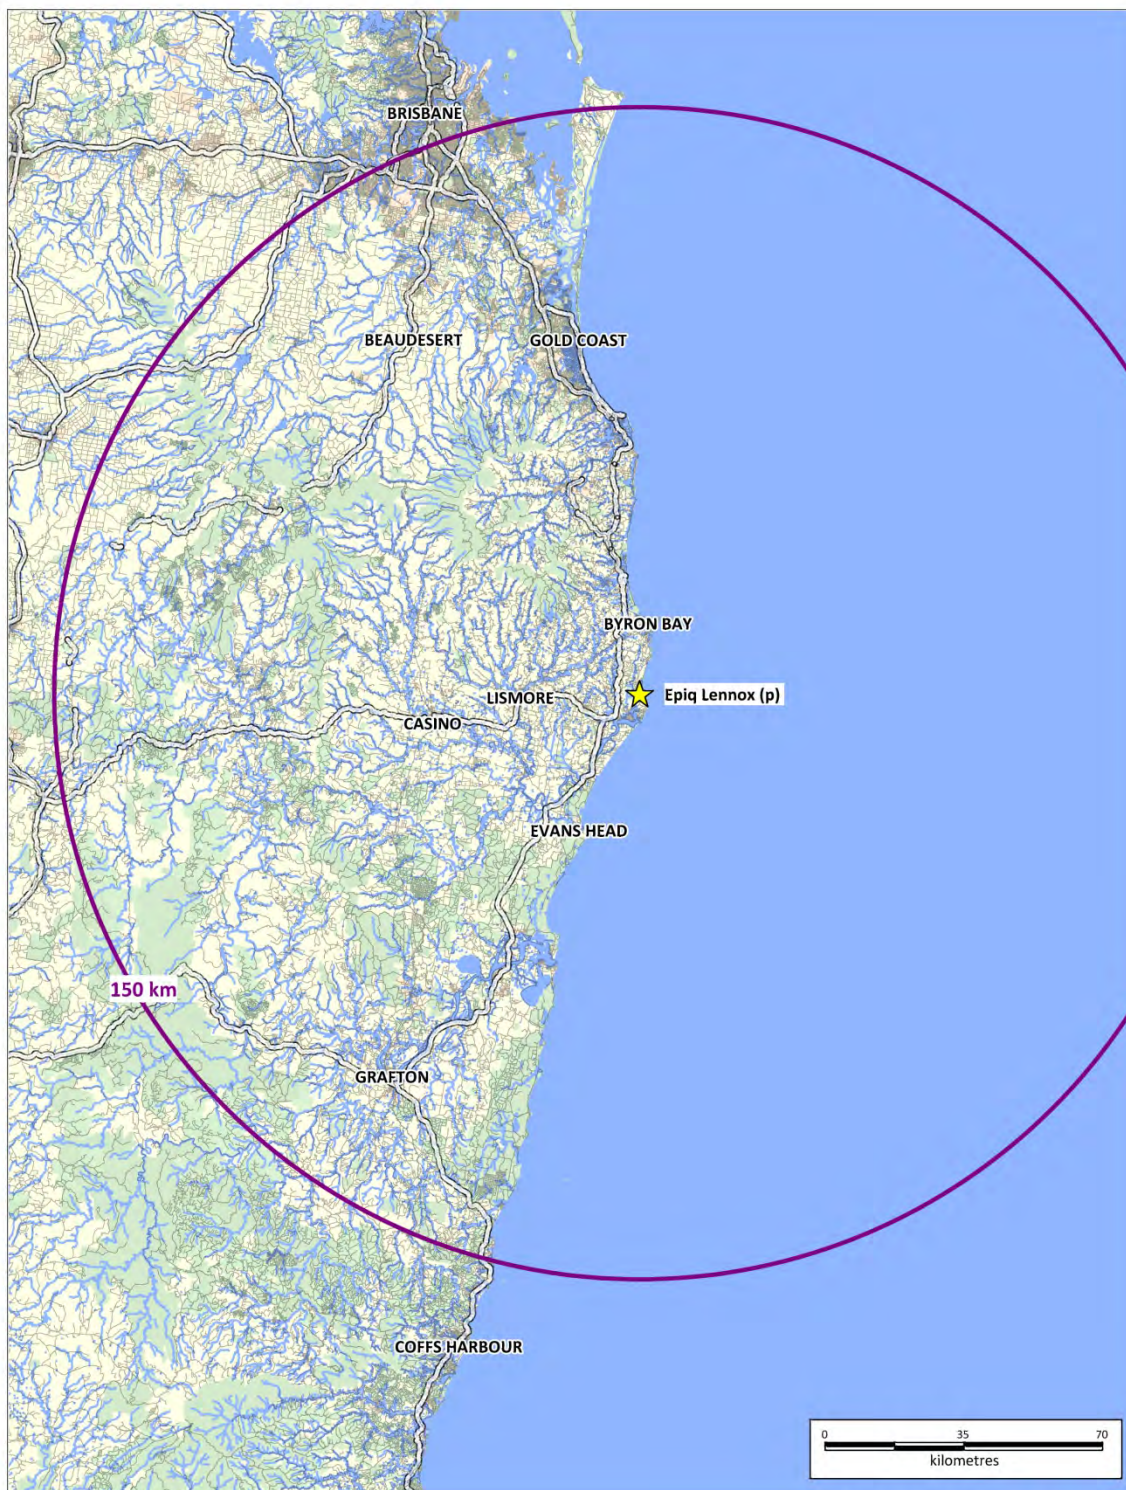 BRISBANE
BEAUDESERT
GOLD COAST
BYRON BAY
LISMORE
Epiq Lennox (p)
CASINO
EVANS HEAD
150 km
GRAFTON
COFFS HARBOUR
0 35 70
kilometres